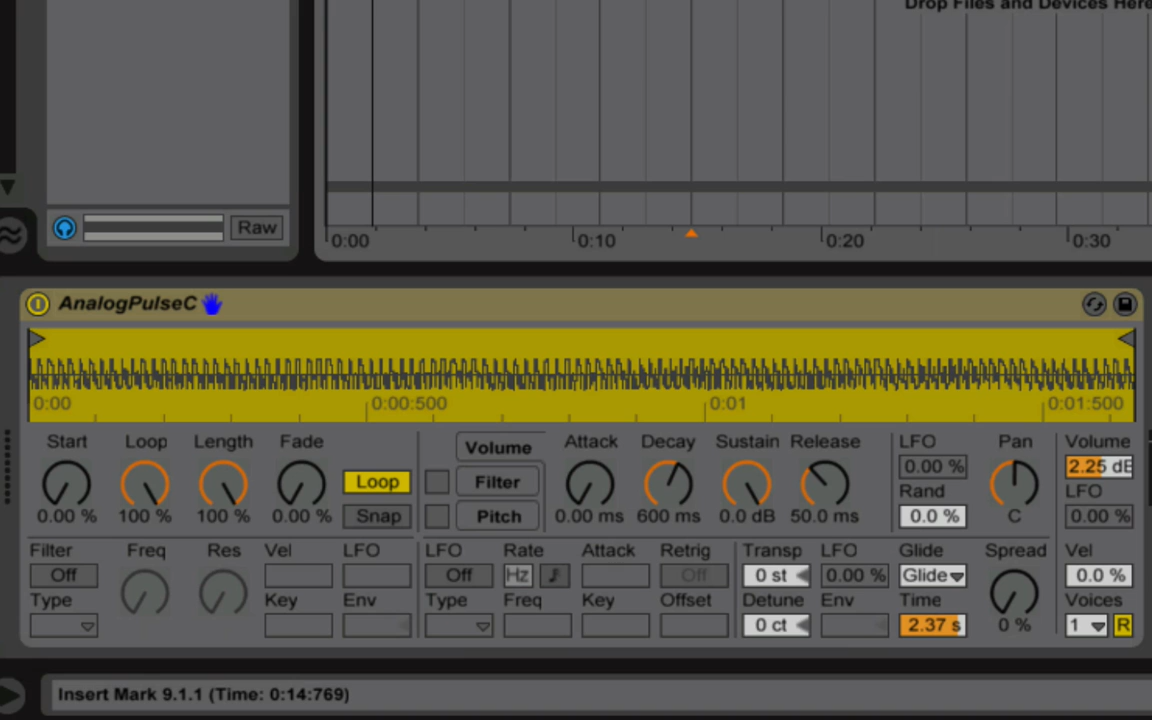 Drop Files and Devices Here
Raw
0:00 0:10 0:20 0:30
AnalogPulseC
0:00 0:00:500 0:01 0:01:500
Start Loop Length Fade Volume Attack Decay Sustain Release LFO Pan Volume
Loop Filter 0.00 % 2.25 dB
Rand LFO
0.00 % 100 % 100 % 0.00 % Snap Pitch 0.00 ms 600 ms 0.0 dB 50.0 ms 0.0 % C 0.00 %
Filter Freq Res Vel LFO LFO Rate Attack Retrig Transp LFO Glide Spread Vel
Off Off Hz Off 0 st 0.00 % Glide 0.0 %
Type Key Env Type Freq Key Offset Detune Env Time Voices
0 ct 2.37 s 0 % 1 R
Insert Mark 9.1.1 (Time: 0:14:769)